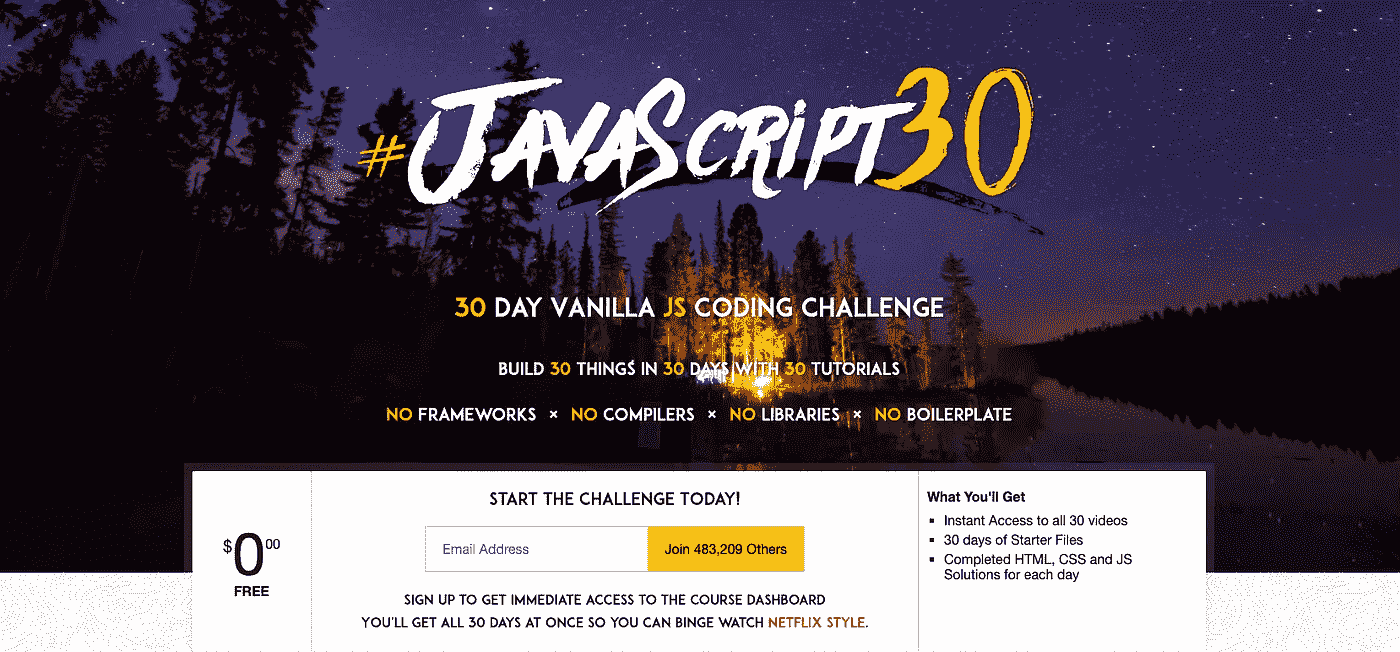 #JavaScript30
30 DAY VANILLA JS CODING CHALLENGE
BUILD 30 THINGS IN 30 DAYS WITH 30 TUTORIALS
NO FRAMEWORKS × NO COMPILERS × NO LIBRARIES × NO BOILERPLATE
$000
FREE
START THE CHALLENGE TODAY!
Email Address
Join 483,209 Others
SIGN UP TO GET IMMEDIATE ACCESS TO THE COURSE DASHBOARD
YOU'LL GET ALL 30 DAYS AT ONCE SO YOU CAN BINGE WATCH NETFLIX STYLE.
What You'll Get
▪ Instant Access to all 30 videos
▪ 30 days of Starter Files
▪ Completed HTML, CSS and JS
Solutions for each day